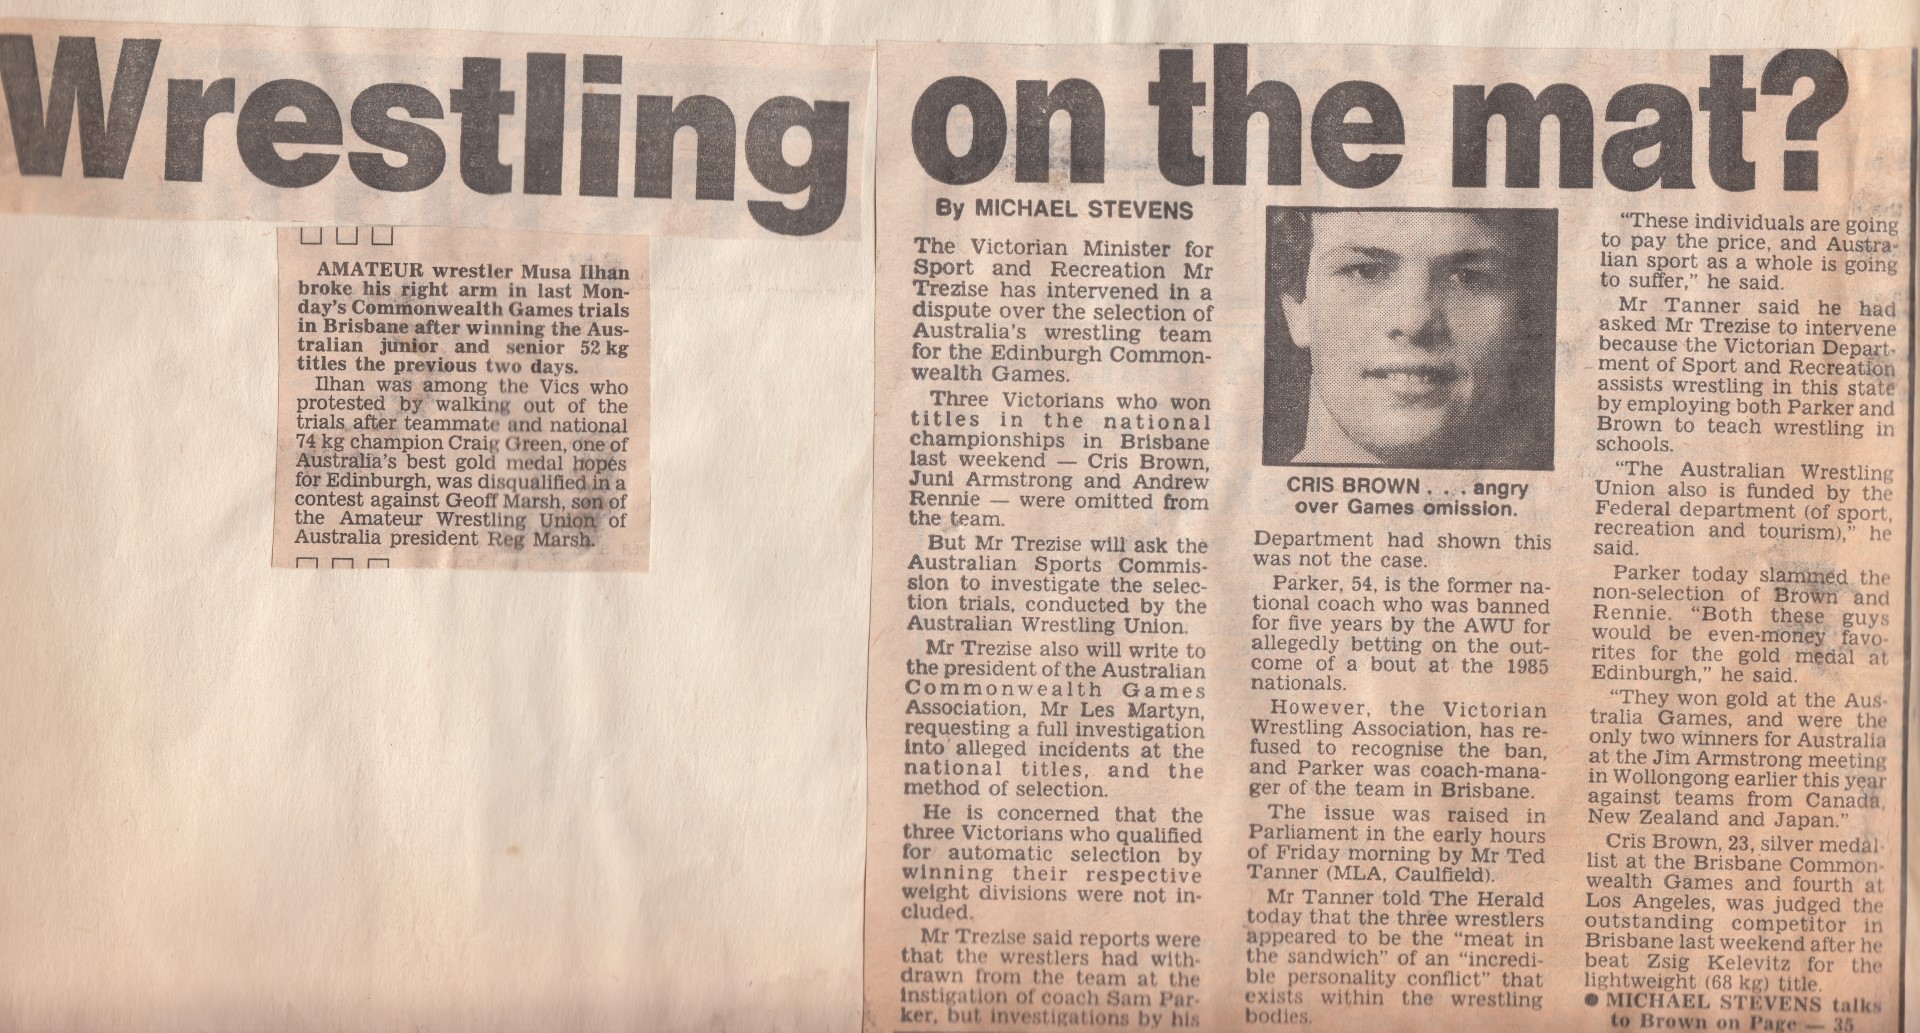 Wrestling on the mat?
AMATEUR wrestler Musa Ilhan
broke his right arm in last Mon-
day's Commonwealth Games trials
in Brisbane after winning the Aus-
tralian junior and senior 52 kg
titles the previous two days.
Ilhan was among the Vics who
protested by walking out of the
trials after teammate and national
74 kg champion Craig Green, one of
Australia's best gold medal hopes
for Edinburgh, was disqualified in a
contest against Geoff Marsh, son of
the Amateur Wrestling Union of
Australia president Reg Marsh.
By MICHAEL STEVENS
The Victorian Minister for
Sport and Recreation Mr
Trezise has intervened in a
dispute over the selection of
Australia's wrestling team
for the Edinburgh Common-
wealth Games.
Three Victorians who won
titles in the national
championships in Brisbane
last weekend — Cris Brown,
Juni Armstrong and Andrew
Rennie — were omitted from
the team.
But Mr Trezise will ask the
Australian Sports Commis-
sion to investigate the selec-
tion trials, conducted by the
Australian Wrestling Union.
Mr Trezise also will write to
the president of the Australian
Commonwealth Games
Association, Mr Les Martyn,
requesting a full investigation
into alleged incidents at the
national titles, and the
method of selection.
He is concerned that the
three Victorians who qualified
for automatic selection by
winning their respective
weight divisions were not in-
cluded.
Mr Trezise said reports were
that the wrestlers had with-
drawn from the team at the
instigation of coach Sam Par-
ker, but investigations by his
CRIS BROWN . . . angry
over Games omission.
Department had shown this
was not the case.
Parker, 54, is the former na-
tional coach who was banned
for five years by the AWU for
allegedly betting on the out-
come of a bout at the 1985
nationals.
However, the Victorian
Wrestling Association, has re-
fused to recognise the ban,
and Parker was coach-mana-
ger of the team in Brisbane.
The issue was raised in
Parliament in the early hours
of Friday morning by Mr Ted
Tanner (MLA, Caulfield).
Mr Tanner told The Herald
today that the three wrestlers
appeared to be the "meat in
the sandwich" of an "incredi-
ble personality conflict" that
exists within the wrestling
bodies.
"These individuals are going
to pay the price, and Austra-
lian sport as a whole is going
to suffer," he said.
Mr Tanner said he had
asked Mr Trezise to intervene
because the Victorian Depart-
ment of Sport and Recreation
assists wrestling in this state
by employing both Parker and
Brown to teach wrestling in
schools.
"The Australian Wrestling
Union also is funded by the
Federal department (of sport,
recreation and tourism)," he
said.
Parker today slammed the
non-selection of Brown and
Rennie. "Both these guys
would be even-money favo-
rites for the gold medal at
Edinburgh," he said.
"They won gold at the Aus-
tralia Games, and were the
only two winners for Australia
at the Jim Armstrong meeting
in Wollongong earlier this year
against teams from Canada,
New Zealand and Japan."
Cris Brown, 23, silver medal-
list at the Brisbane Common-
wealth Games and fourth at
Los Angeles, was judged the
outstanding competitor in
Brisbane last weekend after he
beat Zsig Kelevitz for the
lightweight (68 kg) title.
● MICHAEL STEVENS talks
to Brown on Page — 35